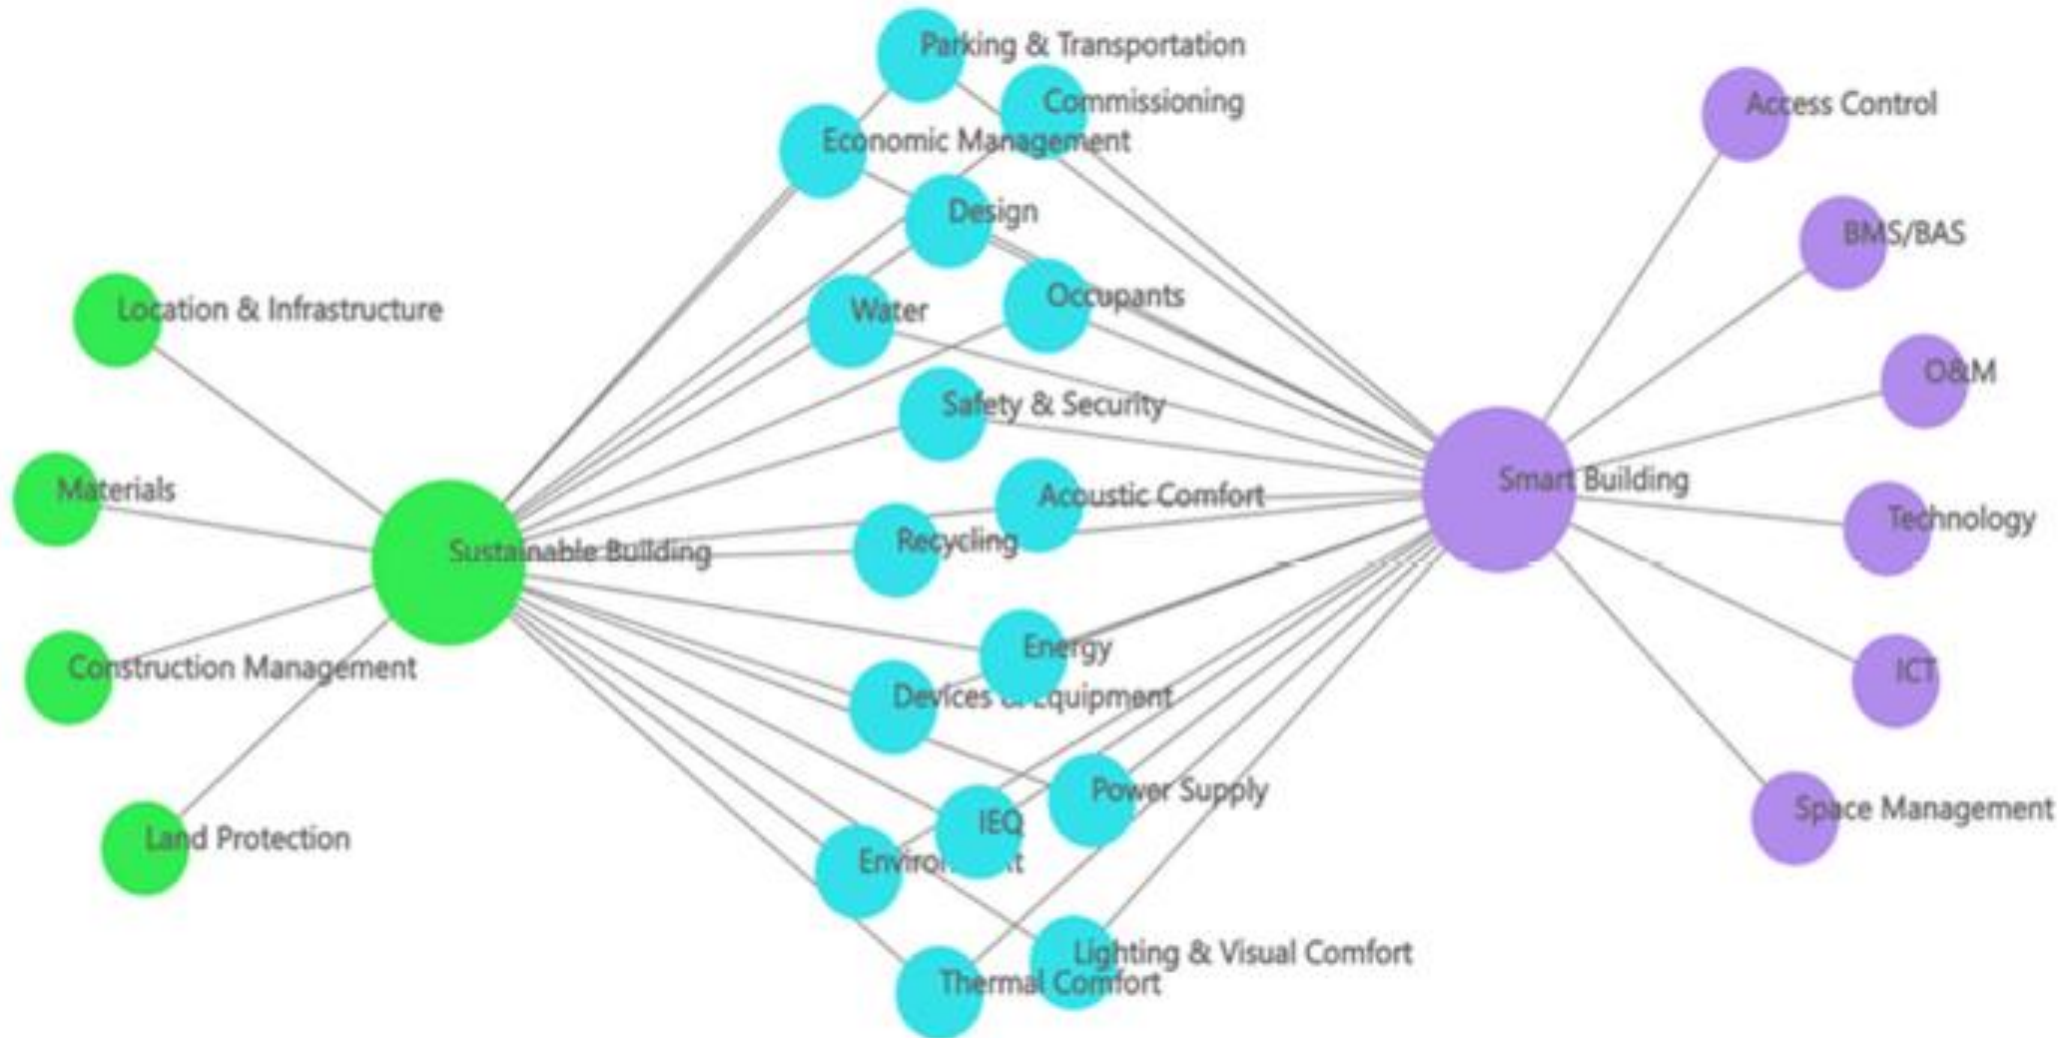 Parking & Transportation
Commissioning
Economic Management
Design
Water
Occupants
Safety & Security
Acoustic Comfort
Recycling
Energy
Devices & Equipment
Power Supply
IEQ
Lighting & Visual Comfort
Thermal Comfort
Location & Infrastructure
Materials
Sustainable Building
Construction Management
Land Protection
Access Control
BMS/BAS
O&M
Smart Building
Technology
ICT
Space Management